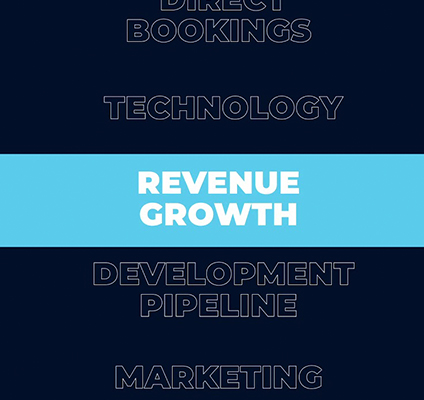 DIRECT
BOOKINGS
TECHNOLOGY
REVENUE
GROWTH
DEVELOPMENT
PIPELINE
MARKETING